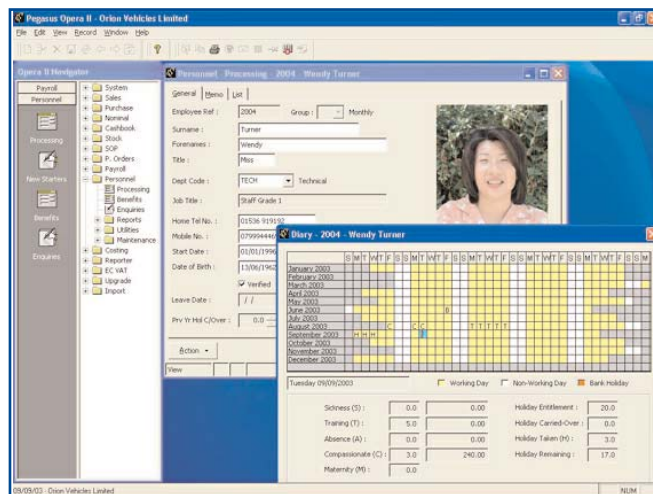 Pegasus Opera II - Orion Vehicles Limited
File Edit View Record Window Help
Opera II Navigator
Payroll
Personnel
Processing
New Starters
Benefits
Enquiries
System
Sales
Purchase
Nominal
Cashbook
Stock
SOP
P. Orders
Payroll
Personnel
Processing
Benefits
Enquiries
Reports
Utilities
Maintenance
Costing
Reporter
EC VAT
Upgrade
Import
Personnel - Processing - 2004 - Wendy Turner
General Memo List
Employee Ref : 2004 Group : Monthly
Surname : Turner
Forenames : Wendy
Title : Miss
Dept Code : TECH Technical
Job Title : Staff Grade 1
Home Tel No. : 01536 919192
Mobile No. : 079994446
Start Date : 01/01/1996
Date of Birth : 13/06/1962
Verified
Leave Date : / /
Prv Yr Hol C/Over : 0.0
Action
View
Diary - 2004 - Wendy Turner
S M T W T F S S M T W T F S S M T W T F S S M T W T F S S M T W T F S S M
January 2003
February 2003
March 2003
April 2003
May 2003
June 2003
July 2003
August 2003 C C C T T T T T
September 2003 H H H
October 2003
November 2003
December 2003
Tuesday 09/09/2003 Working Day Non-Working Day Bank Holiday
Sickness (S) : 0.0 0.00 Holiday Entitlement : 20.0
Training (T) : 5.0 0.00 Holiday Carried-Over : 0.0
Absence (A) : 0.0 0.00 Holiday Taken (H) : 3.0
Compassionate (C) : 3.0 240.00 Holiday Remaining : 17.0
Maternity (M) : 0.0
09/09/03 - Orion Vehicles Limited NUM